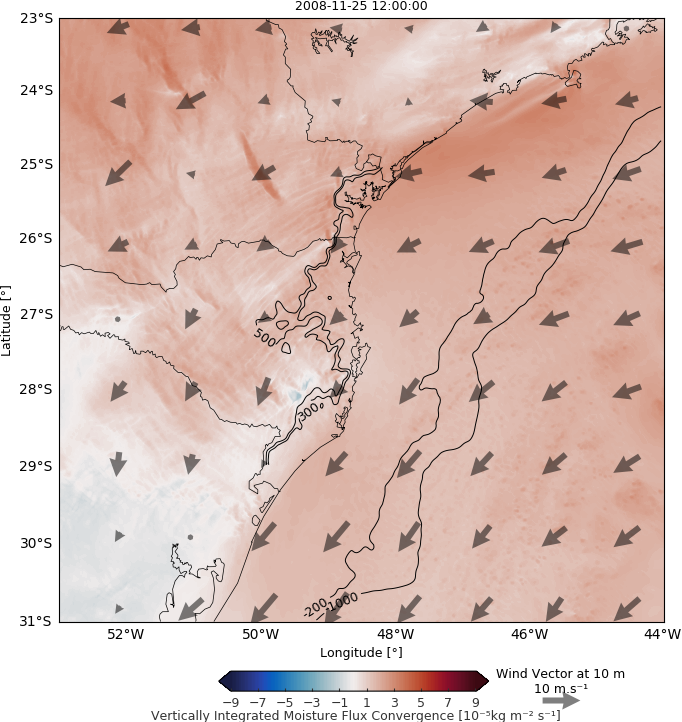 2008-11-25 12:00:00
23°S
24°S
25°S
26°S
27°S
28°S
29°S
30°S
31°S
Latitude [°]
500
300
-200
-1000
52°W 50°W 48°W 46°W 44°W
Longitude [°]
Wind Vector at 10 m
10 m.s⁻¹
−9 −7 −5 −3 −1 1 3 5 7 9
Vertically Integrated Moisture Flux Convergence [10⁻⁵kg m⁻² s⁻¹]